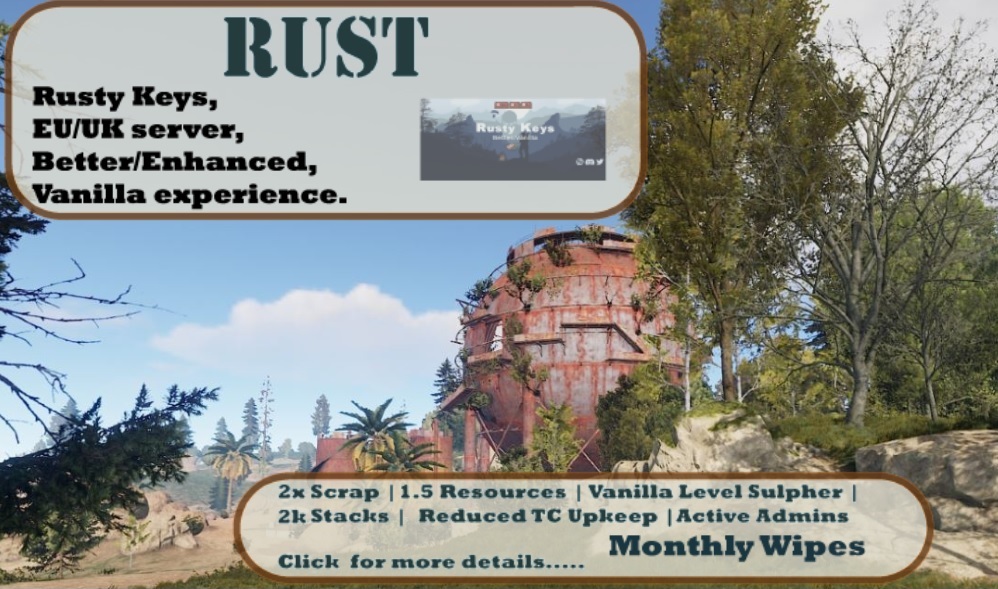 RUST
Rusty Keys,
EU/UK server,
Better/Enhanced,
Vanilla experience.
Rusty Keys
2x Scrap | 1.5 Resources | Vanilla Level Sulpher |
2k Stacks | Reduced TC Upkeep | Active Admins
Monthly Wipes
Click for more details.....